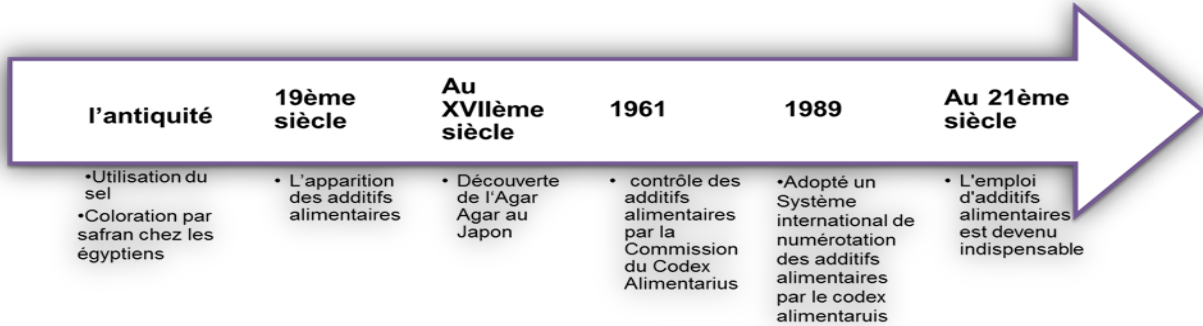 l’antiquité
•Utilisation du
sel
•Coloration par
safran chez les
égyptiens
19ème
siècle
• L’apparition
des additifs
alimentaires
Au
XVIIème
siècle
• Découverte
de l‘Agar
Agar au
Japon
1961
• contrôle des
additifs
alimentaires
par la
Commission
du Codex
Alimentarius
1989
•Adopté un
Système
international de
numérotation
des additifs
alimentaires
par le codex
alimentaruis
Au 21ème
siècle
• L'emploi
d'additifs
alimentaires
est devenu
indispensable